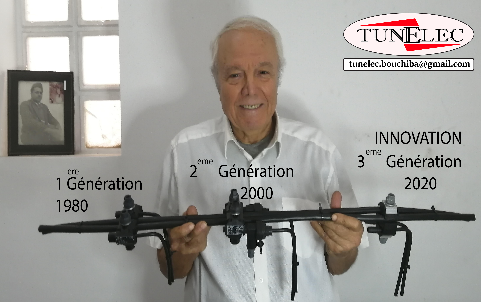 TUNELEC
tunelec.bouchiba@gmail.com
INNOVATION
1ère Génération
1980
2ème Génération
2000
3ème Génération
2020